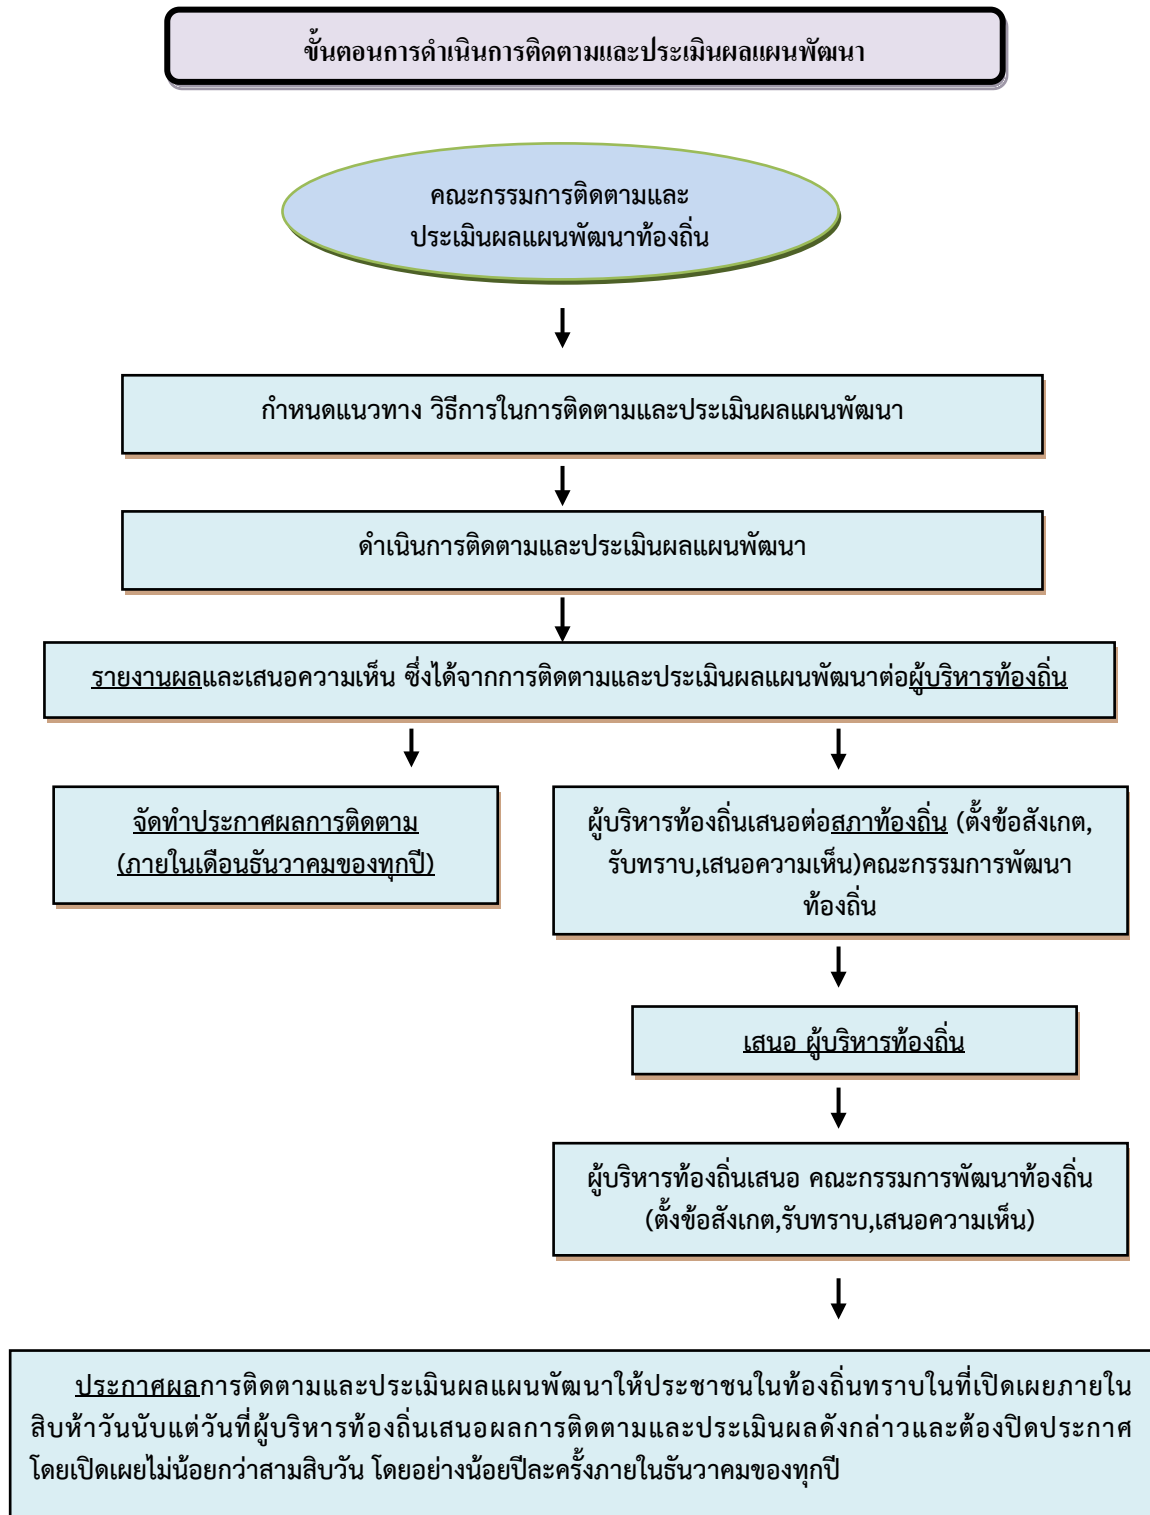 ขั้นตอนการดำเนินการติดตามและประเมินผลแผนพัฒนา
คณะกรรมการติดตามและ
ประเมินผลแผนพัฒนาท้องถิ่น
กำหนดแนวทาง วิธีการในการติดตามและประเมินผลแผนพัฒนา
ดำเนินการติดตามและประเมินผลแผนพัฒนา
รายงานผลและเสนอความเห็น ซึ่งได้จากการติดตามและประเมินผลแผนพัฒนาต่อผู้บริหารท้องถิ่น
จัดทำประกาศผลการติดตาม
(ภายในเดือนธันวาคมของทุกปี)
ผู้บริหารท้องถิ่นเสนอต่อสภาท้องถิ่น (ตั้งข้อสังเกต,
รับทราบ,เสนอความเห็น)คณะกรรมการพัฒนา
ท้องถิ่น
เสนอ ผู้บริหารท้องถิ่น
ผู้บริหารท้องถิ่นเสนอ คณะกรรมการพัฒนาท้องถิ่น
(ตั้งข้อสังเกต,รับทราบ,เสนอความเห็น)
ประกาศผลการติดตามและประเมินผลแผนพัฒนาให้ประชาชนในท้องถิ่นทราบในที่เปิดเผยภายใน
สิบห้าวันนับแต่วันที่ผู้บริหารท้องถิ่นเสนอผลการติดตามและประเมินผลดังกล่าวและต้องปิดประกาศ
โดยเปิดเผยไม่น้อยกว่าสามสิบวัน โดยอย่างน้อยปีละครั้งภายในธันวาคมของทุกปี